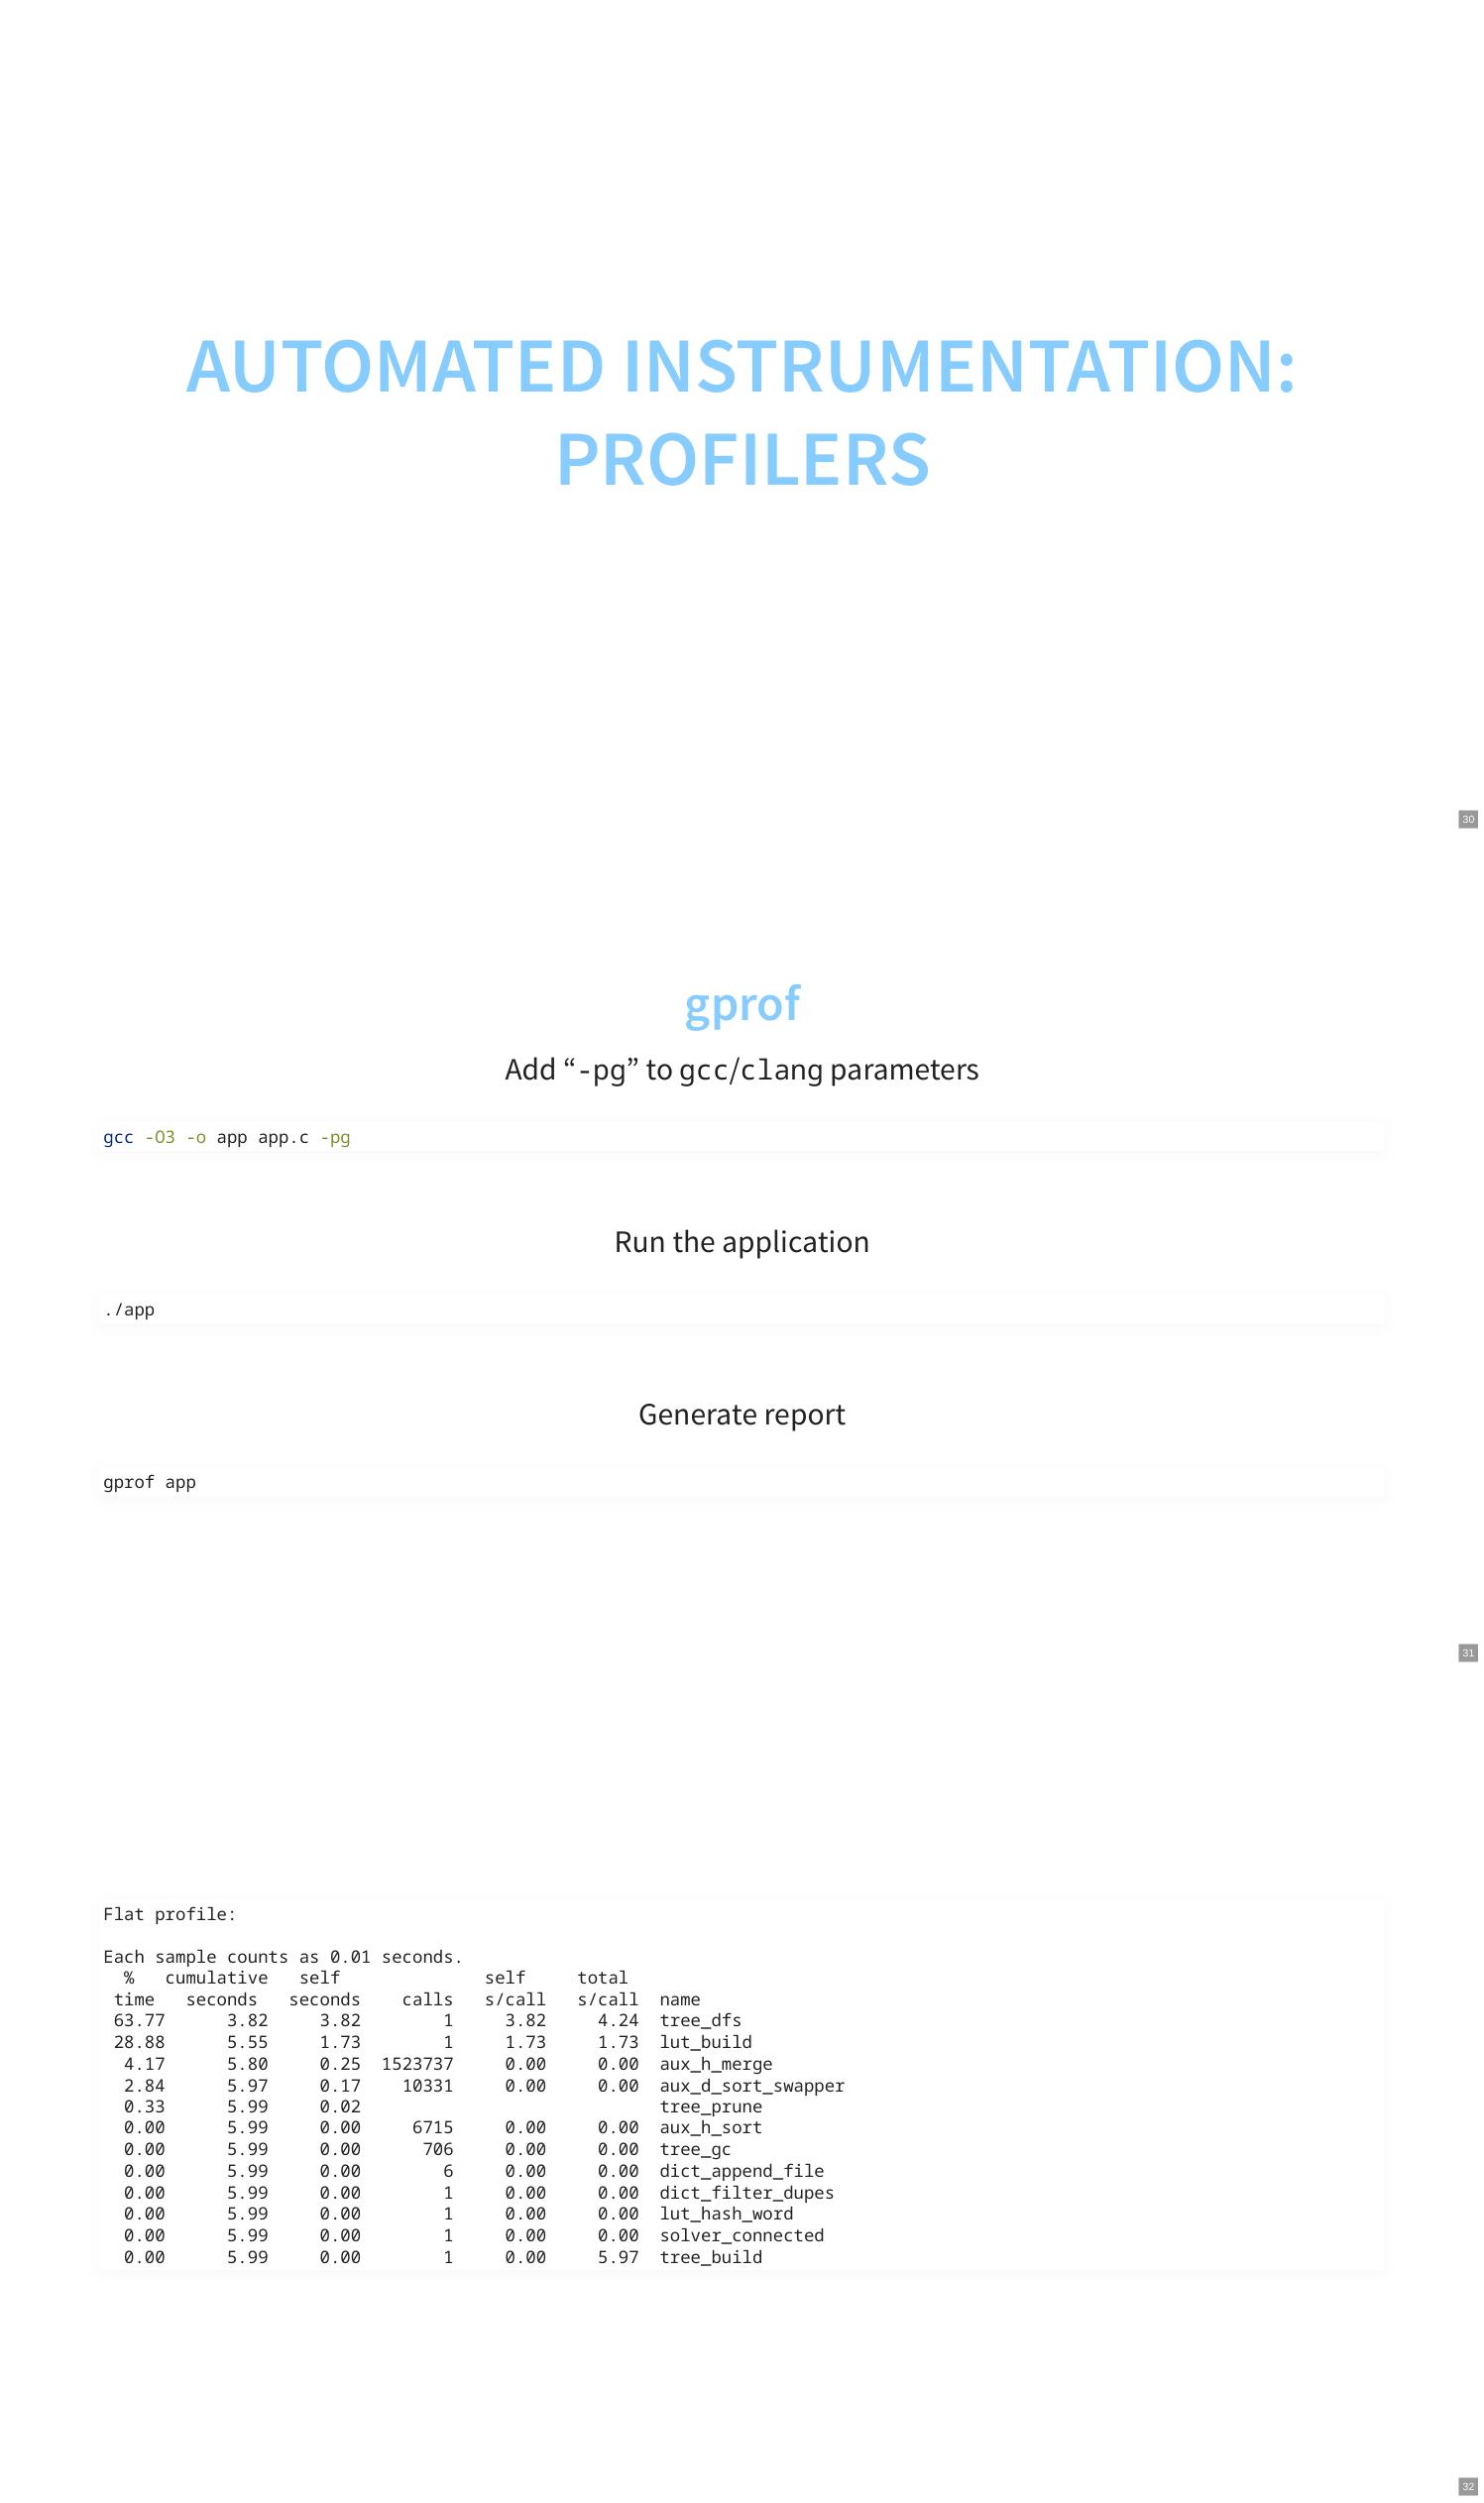 AUTOMATED INSTRUMENTATION:
PROFILERS
30
gprof
Add “-pg” to gcc/clang parameters
gcc -O3 -o app app.c -pg
Run the application
./app
Generate report
gprof app
31
Flat profile:
Each sample counts as 0.01 seconds.
  %   cumulative   self              self     total
 time   seconds   seconds    calls   s/call   s/call  name
 63.77      3.82     3.82        1     3.82     4.24  tree_dfs
 28.88      5.55     1.73        1     1.73     1.73  lut_build
  4.17      5.80     0.25  1523737     0.00     0.00  aux_h_merge
  2.84      5.97     0.17    10331     0.00     0.00  aux_d_sort_swapper
  0.33      5.99     0.02                             tree_prune
  0.00      5.99     0.00     6715     0.00     0.00  aux_h_sort
  0.00      5.99     0.00      706     0.00     0.00  tree_gc
  0.00      5.99     0.00        6     0.00     0.00  dict_append_file
  0.00      5.99     0.00        1     0.00     0.00  dict_filter_dupes
  0.00      5.99     0.00        1     0.00     0.00  lut_hash_word
  0.00      5.99     0.00        1     0.00     0.00  solver_connected
  0.00      5.99     0.00        1     0.00     5.97  tree_build
32